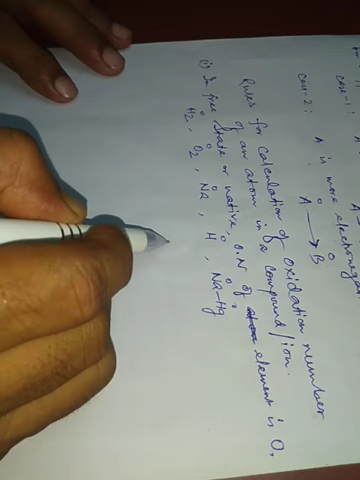 Case-1: A
Case-2: A is more electronegat
A → B
Rules for calculation of oxidation number
of an atom in a compound/ion.
(i) In free state or native, O.N of element is 0,
H2, O2, Na, H, Na-Hg